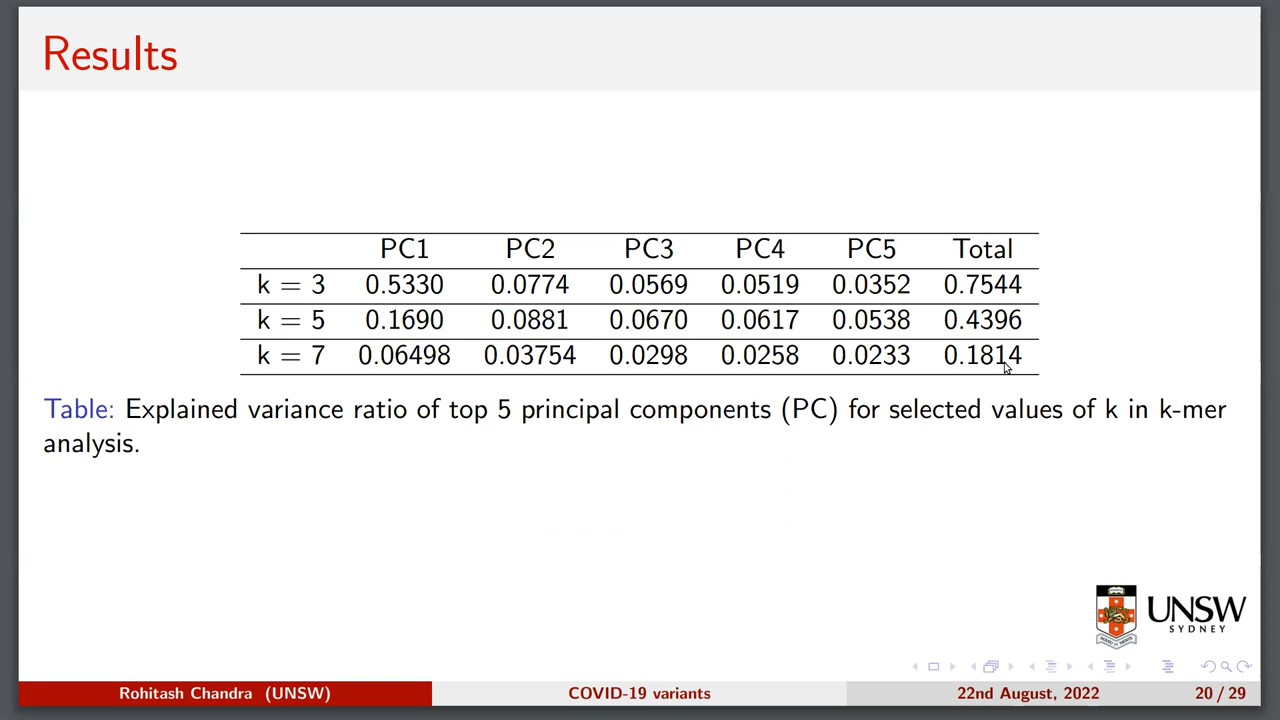 Results
PC1 PC2 PC3 PC4 PC5 Total
k = 3 0.5330 0.0774 0.0569 0.0519 0.0352 0.7544
k = 5 0.1690 0.0881 0.0670 0.0617 0.0538 0.4396
k = 7 0.06498 0.03754 0.0298 0.0258 0.0233 0.1814
Table: Explained variance ratio of top 5 principal components (PC) for selected values of k in k-mer
analysis.
UNSW
SYDNEY
Rohitash Chandra (UNSW) COVID-19 variants 22nd August, 2022 20 / 29